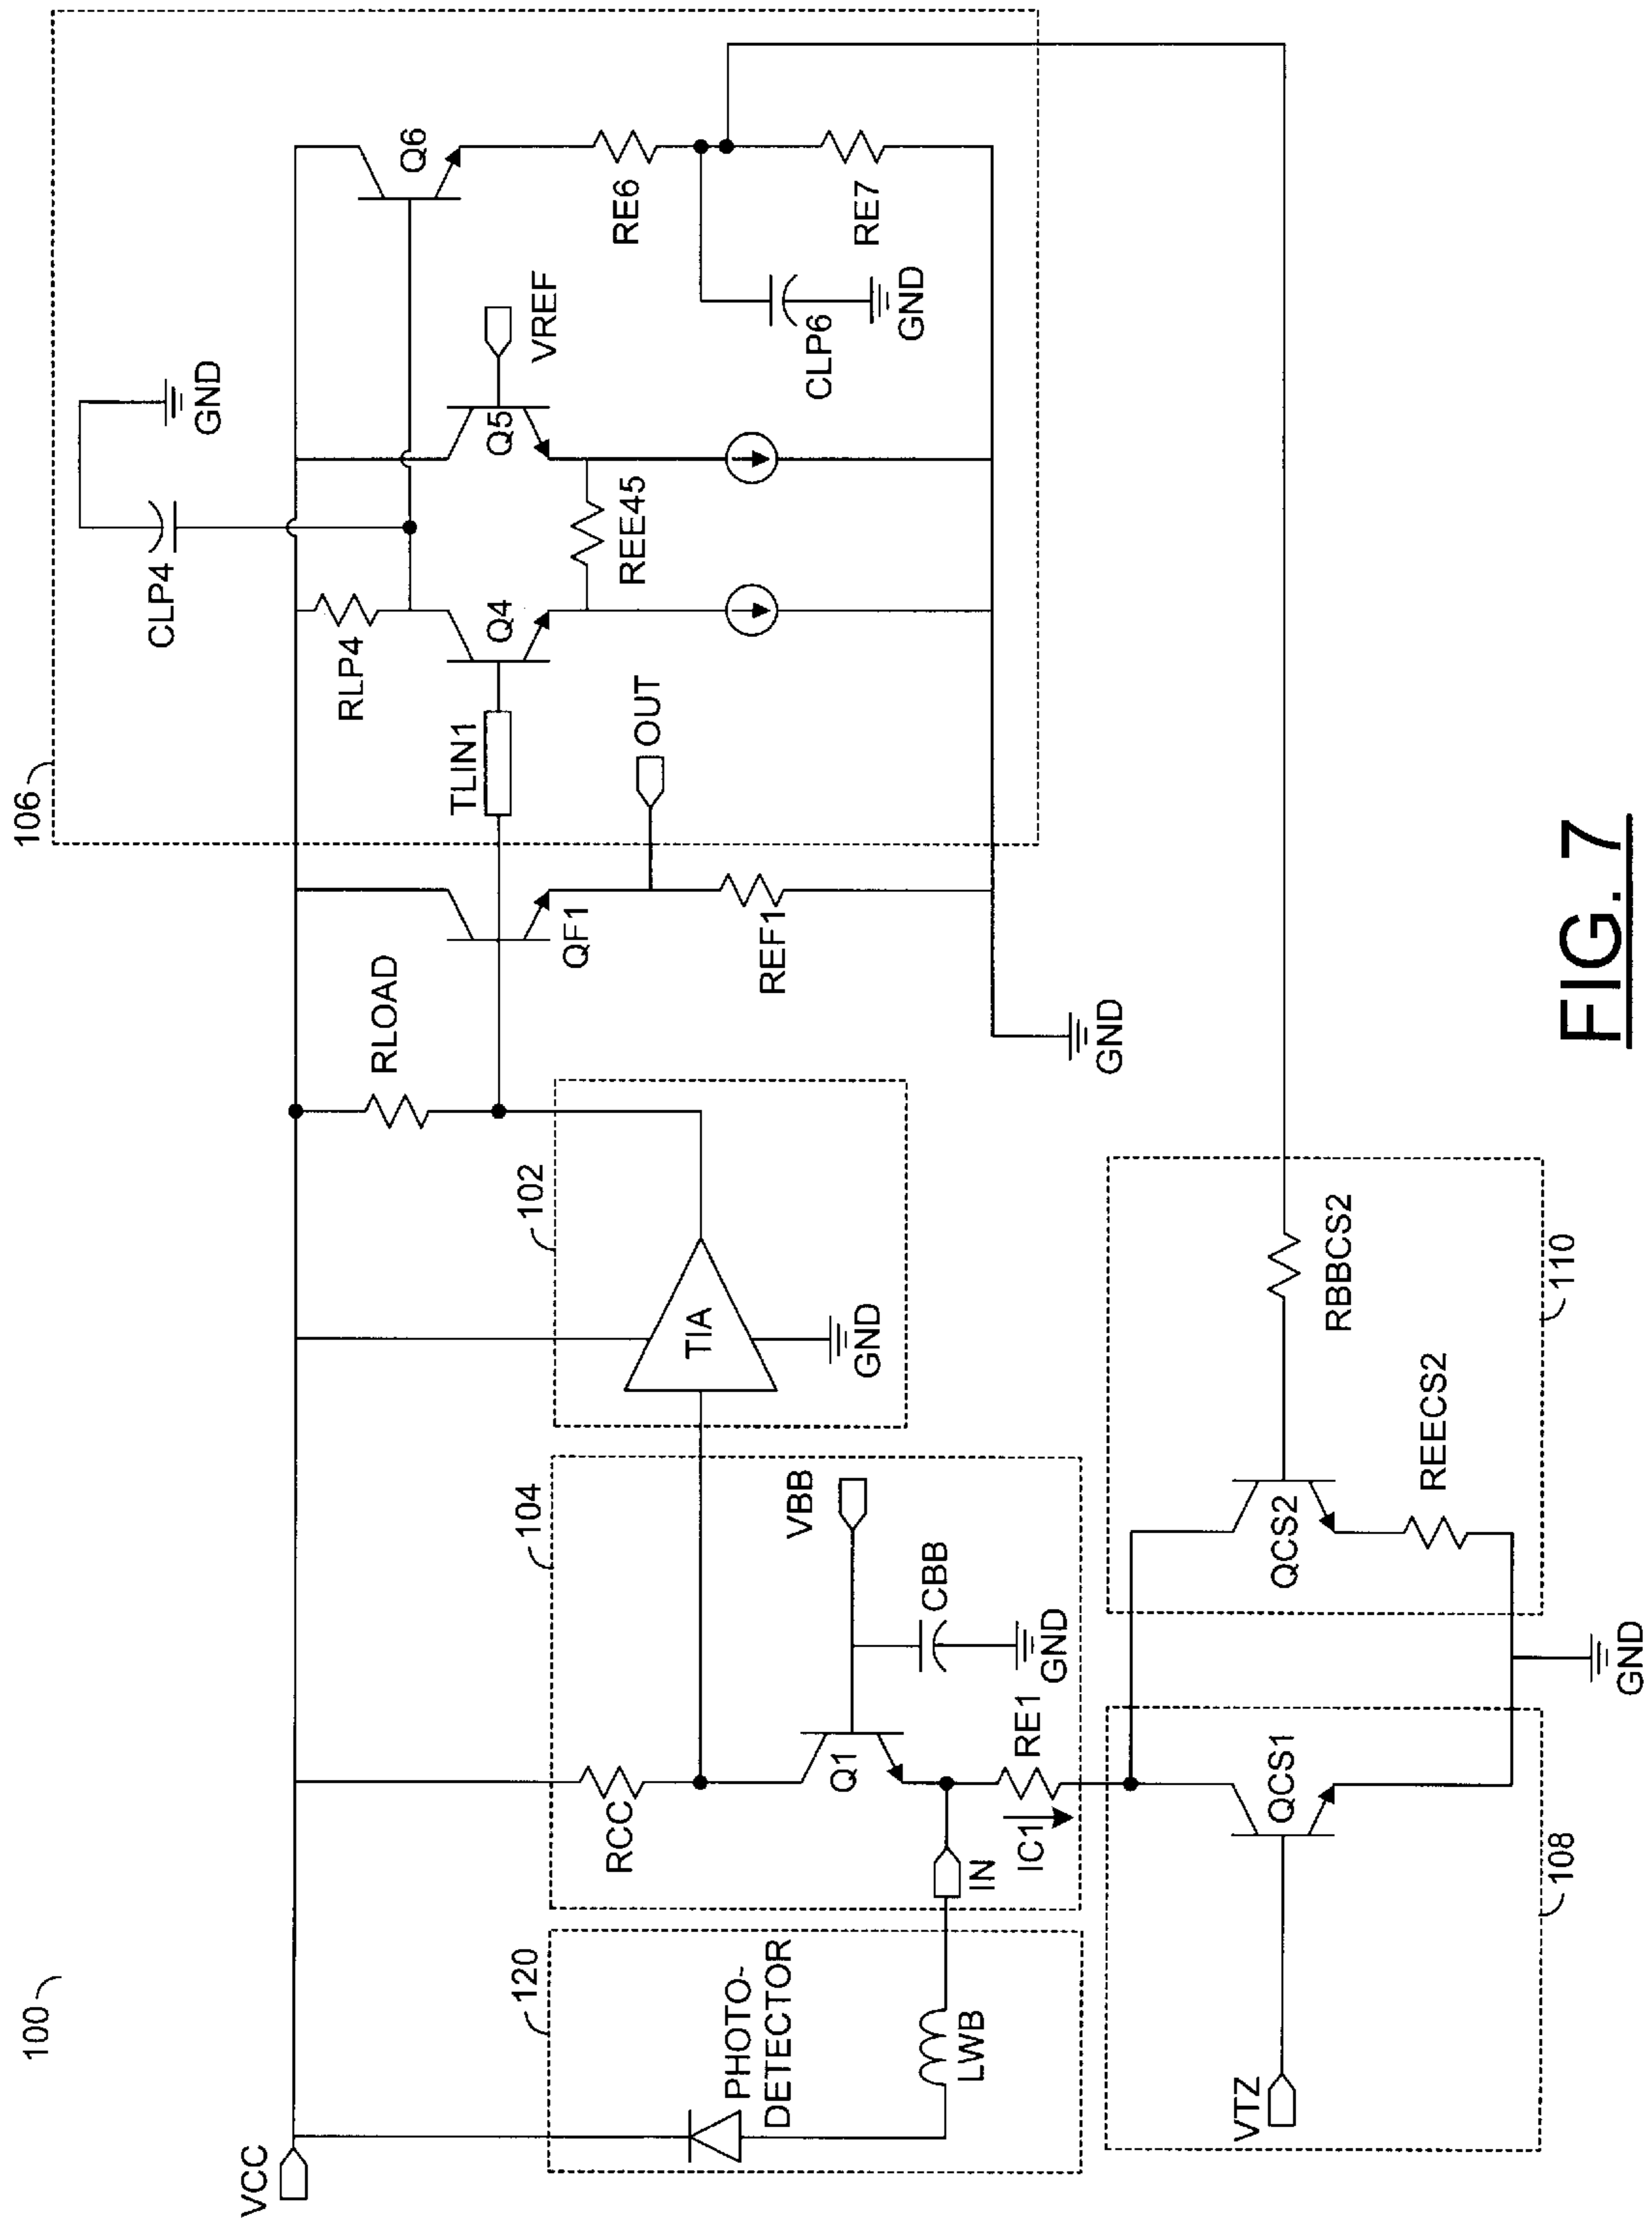 100
VCC
120
PHOTO-
DETECTOR
LWB
IN
104
RCC
Q1
VBB
CBB
GND
RE1
IC1
102
TIA
GND
RLOAD
QF1
REF1
OUT
GND
106
TLIN1
RLP4
CLP4
GND
Q4
REE45
Q5
VREF
Q6
RE6
CLP6
GND
RE7
108
VTZ
QCS1
GND
110
QCS2
REECS2
RBBCS2
FIG. 7